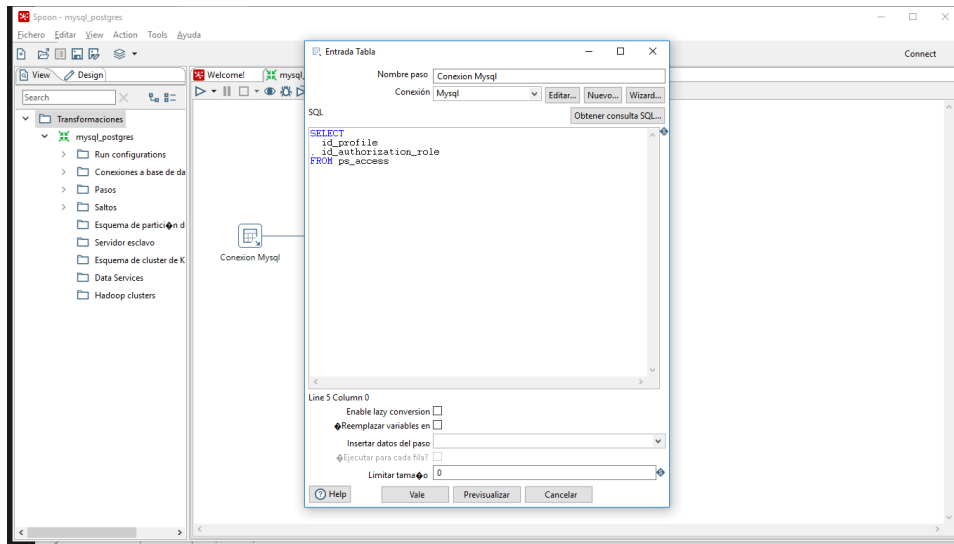 Spoon - mysql_postgres
Fichero Editar View Action Tools Ayuda
Connect
View Design
Search
Transformaciones
mysql_postgres
Run configurations
Conexiones a base de da
Pasos
Saltos
Esquema de partici�n d
Servidor esclavo
Esquema de cluster de K
Data Services
Hadoop clusters
Welcome! mysql_
Conexion Mysql
Entrada Tabla
Nombre paso Conexion Mysql
Conexión Mysql Editar... Nuevo... Wizard...
SQL Obtener consulta SQL...
SELECT
id_profile
, id_authorization_role
FROM ps_access
Line 5 Column 0
Enable lazy conversion
�Reemplazar variables en
Insertar datos del paso
�Ejecutar para cada fila?
Limitar tama�o 0
Help Vale Previsualizar Cancelar